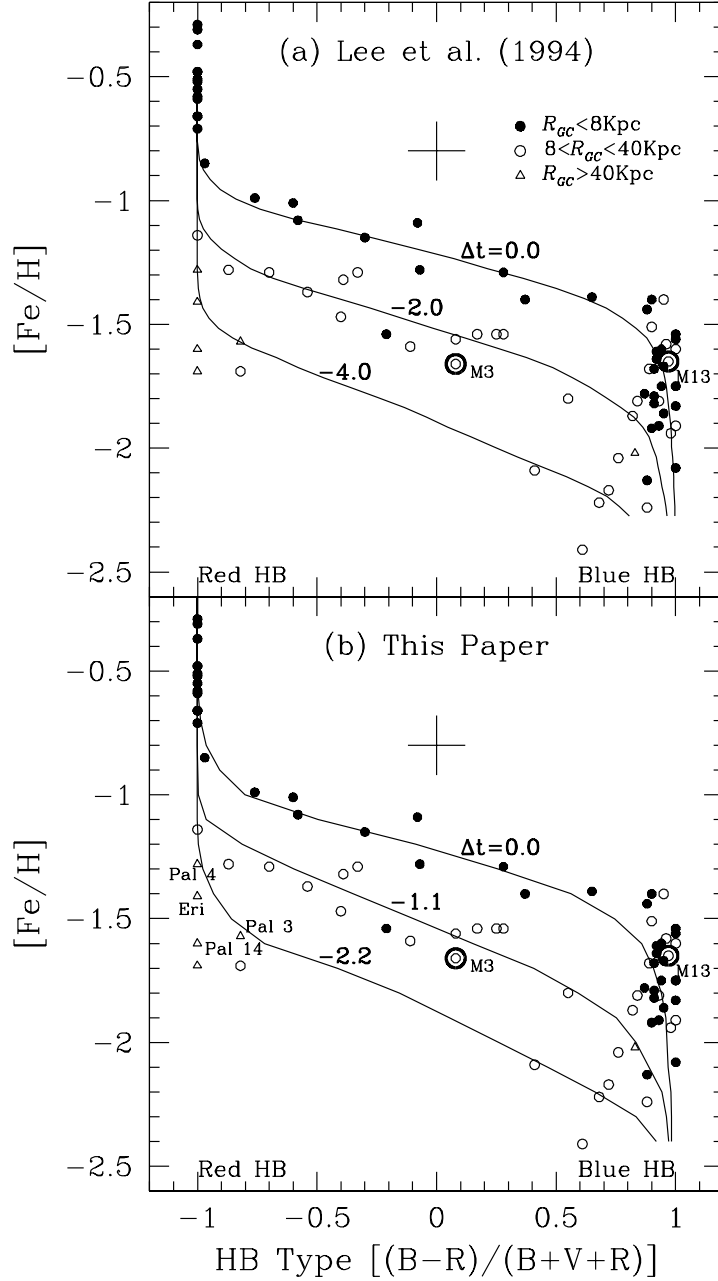 (a) Lee et al. (1994)
−0.5
R_GC<8Kpc
8<R_GC<40Kpc
R_GC>40Kpc
−1
Δt=0.0
[Fe/H]
−2.0
−1.5
−4.0
M3
M13
−2
−2.5
Red HB
Blue HB
(b) This Paper
−0.5
−1
Δt=0.0
Pal 4
[Fe/H]
Eri
−1.1
−1.5
Pal 3
Pal 14
−2.2
M3
M13
−2
−2.5
Red HB
Blue HB
−1 −0.5 0 0.5 1
HB Type [(B−R)/(B+V+R)]